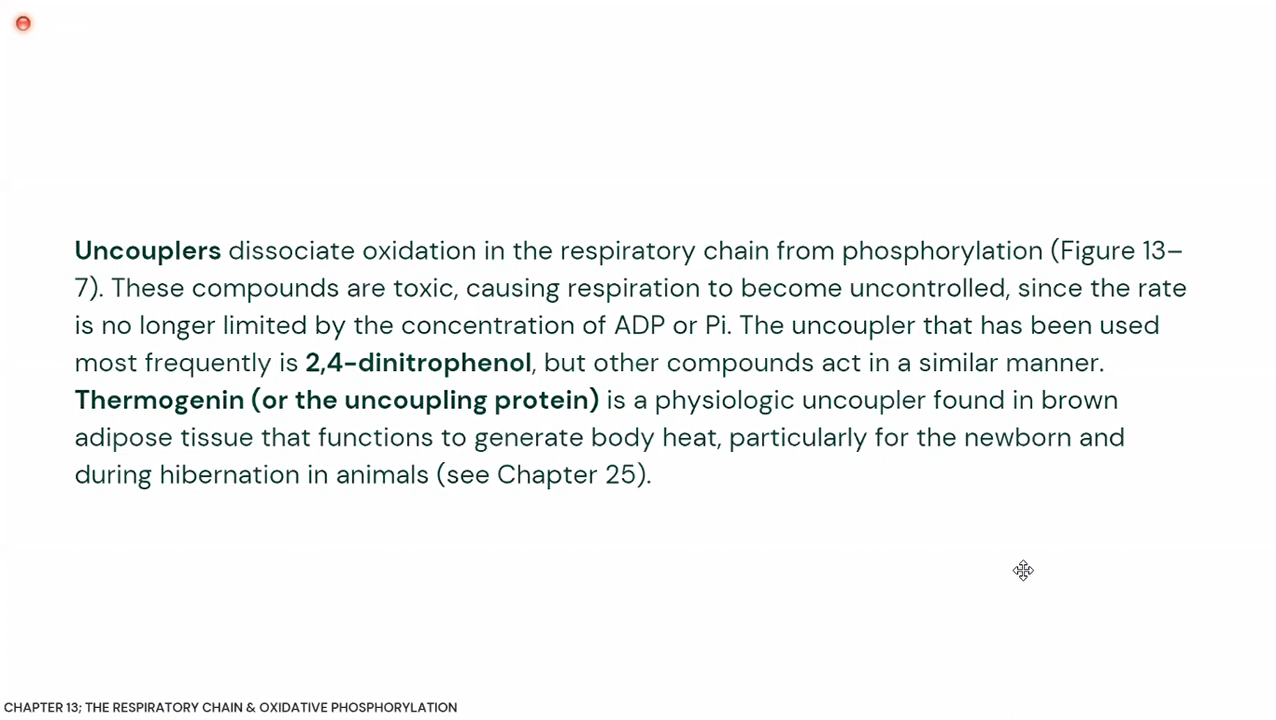 Uncouplers dissociate oxidation in the respiratory chain from phosphorylation (Figure 13–
7). These compounds are toxic, causing respiration to become uncontrolled, since the rate
is no longer limited by the concentration of ADP or Pi. The uncoupler that has been used
most frequently is 2,4-dinitrophenol, but other compounds act in a similar manner.
Thermogenin (or the uncoupling protein) is a physiologic uncoupler found in brown
adipose tissue that functions to generate body heat, particularly for the newborn and
during hibernation in animals (see Chapter 25).
CHAPTER 13; THE RESPIRATORY CHAIN & OXIDATIVE PHOSPHORYLATION